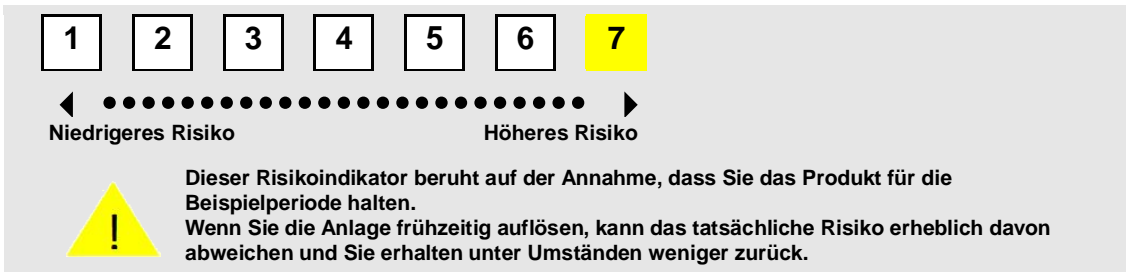 1 2 3 4 5 6 7
Niedrigeres Risiko Höheres Risiko
Dieser Risikoindikator beruht auf der Annahme, dass Sie das Produkt für die
Beispielperiode halten.
Wenn Sie die Anlage frühzeitig auflösen, kann das tatsächliche Risiko erheblich davon
abweichen und Sie erhalten unter Umständen weniger zurück.
!